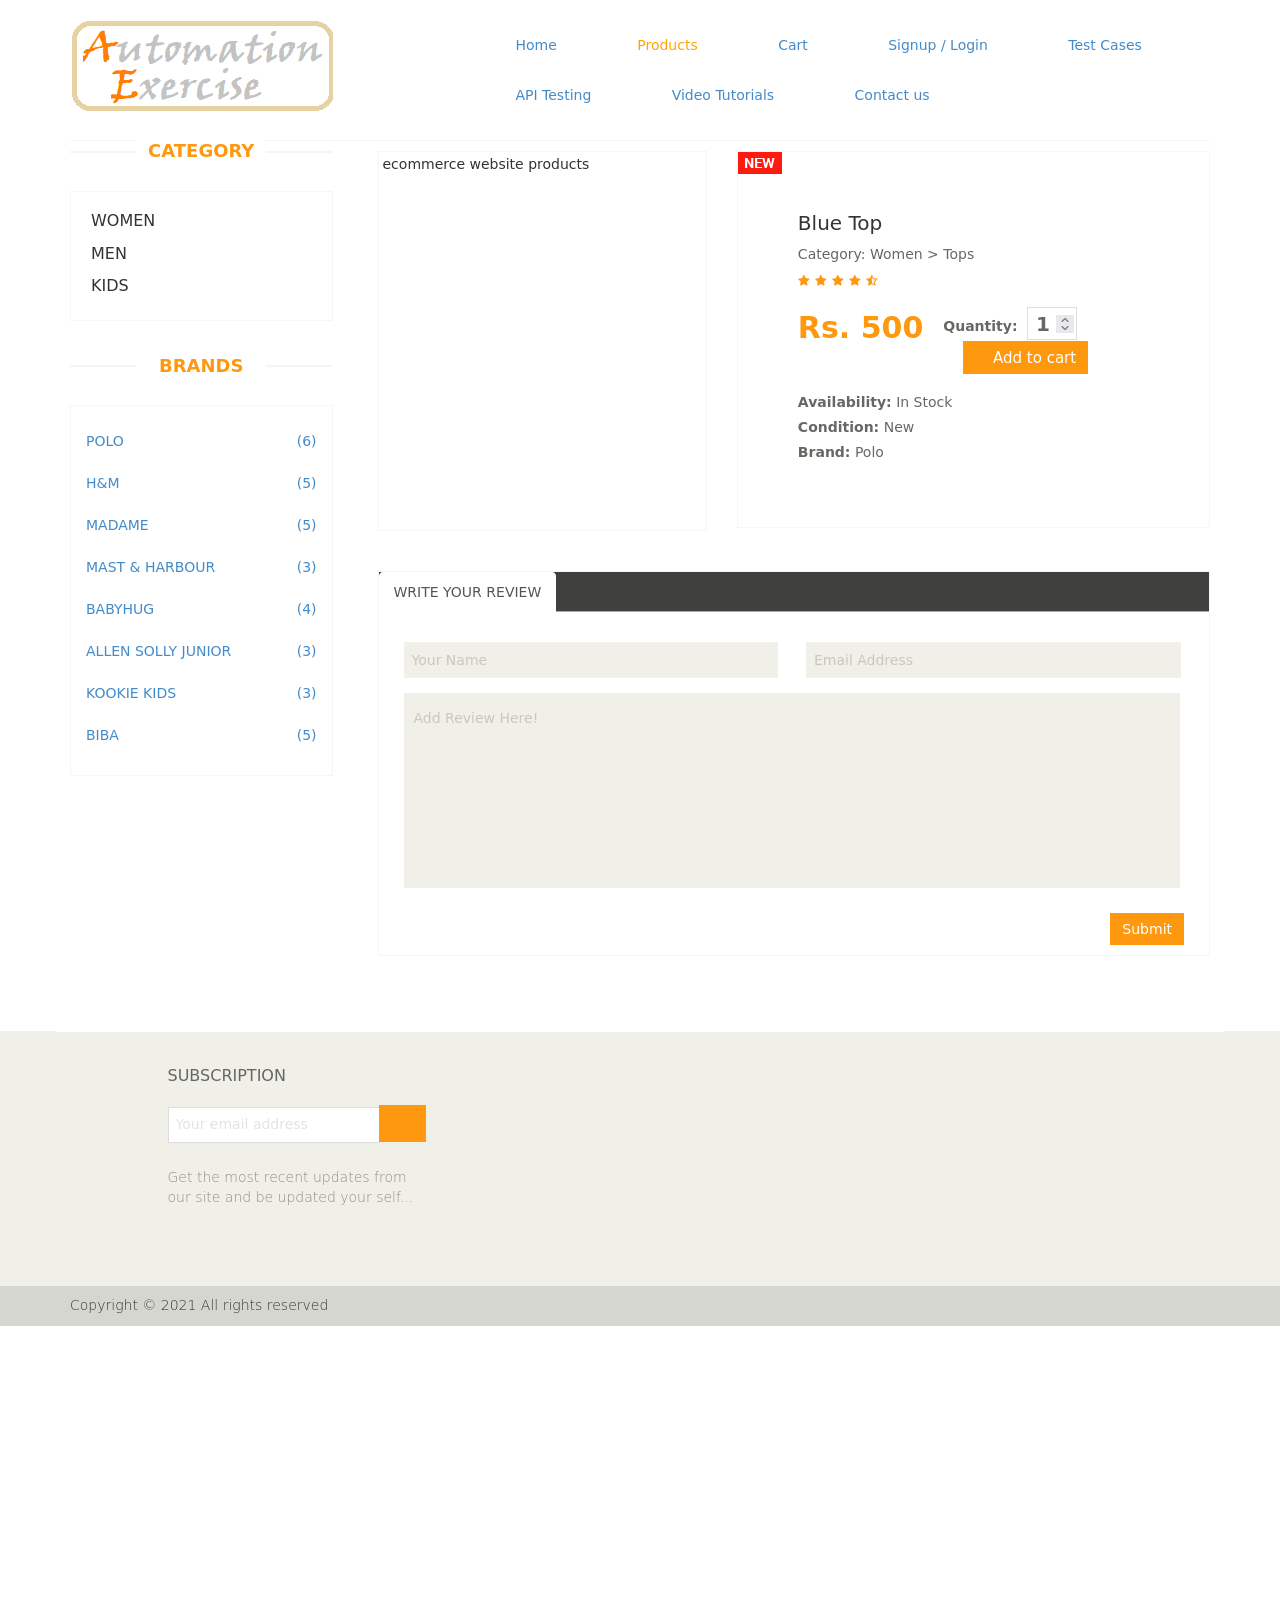 Automation
Exercise
Home
Products
Cart
Signup / Login
Test Cases
API Testing
Video Tutorials
Contact us
CATEGORY
WOMEN
MEN
KIDS
BRANDS
POLO (6)
H&M (5)
MADAME (5)
MAST & HARBOUR (3)
BABYHUG (4)
ALLEN SOLLY JUNIOR (3)
KOOKIE KIDS (3)
BIBA (5)
ecommerce website products
NEW
Blue Top
Category: Women > Tops
Rs. 500
Quantity: 1
Add to cart
Availability: In Stock
Condition: New
Brand: Polo
WRITE YOUR REVIEW
Your Name
Email Address
Add Review Here!
Submit
SUBSCRIPTION
Your email address
Get the most recent updates from
our site and be updated your self...
Copyright © 2021 All rights reserved